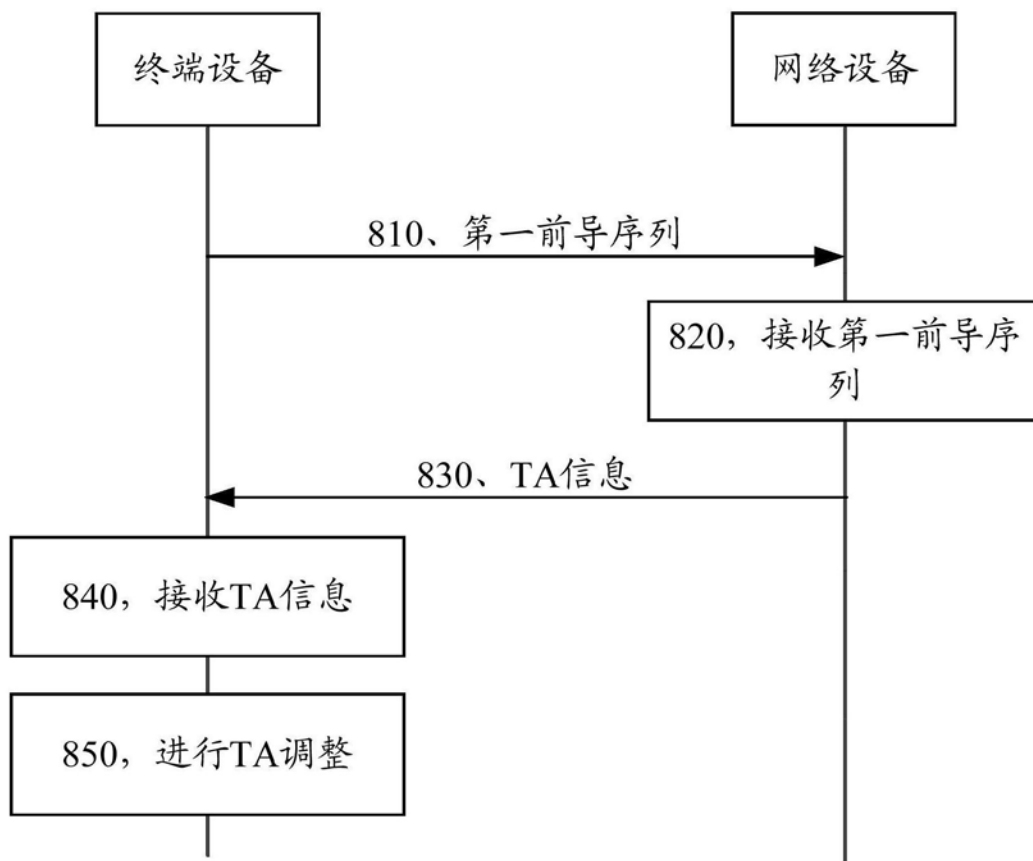 终端设备
网络设备
810、第一前导序列
820，接收第一前导序
列
830、TA信息
840，接收TA信息
850，进行TA调整